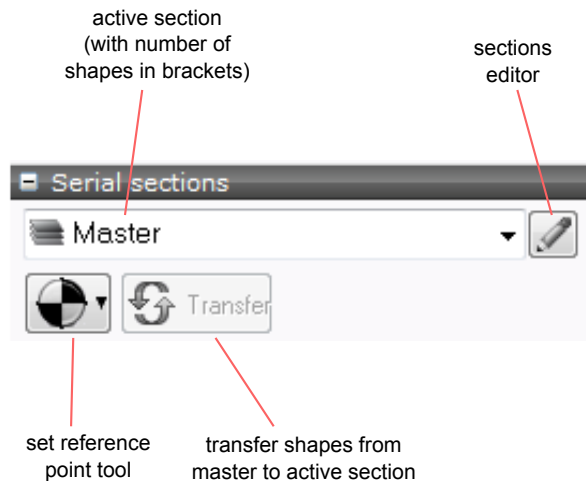 active section
(with number of
shapes in brackets)
sections
editor
Serial sections
Master
Transfer
set reference
point tool
transfer shapes from
master to active section